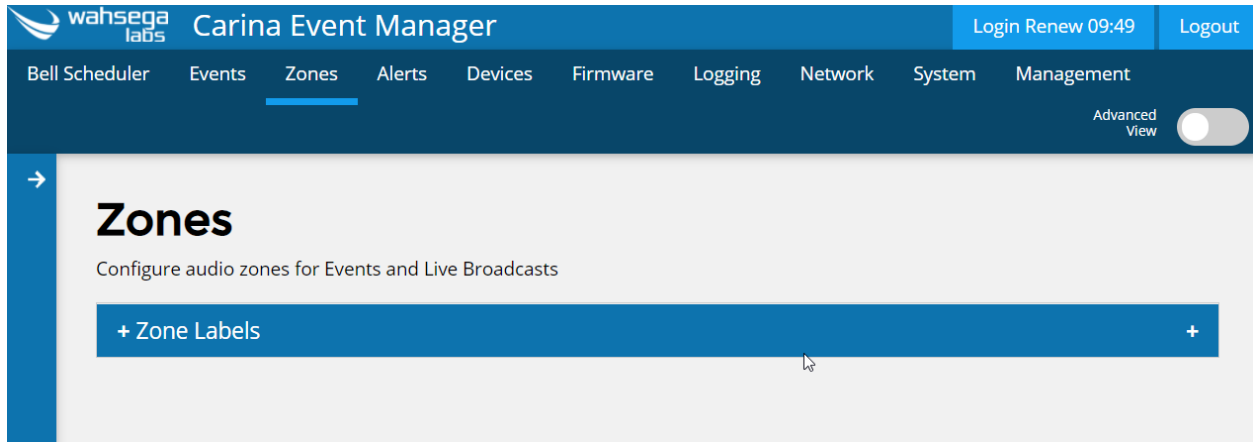 wahsega
labs
Carina Event Manager
Login Renew 09:49
Logout
Bell Scheduler Events Zones Alerts Devices Firmware Logging Network System Management
Advanced
View
Zones
Configure audio zones for Events and Live Broadcasts
+ Zone Labels +